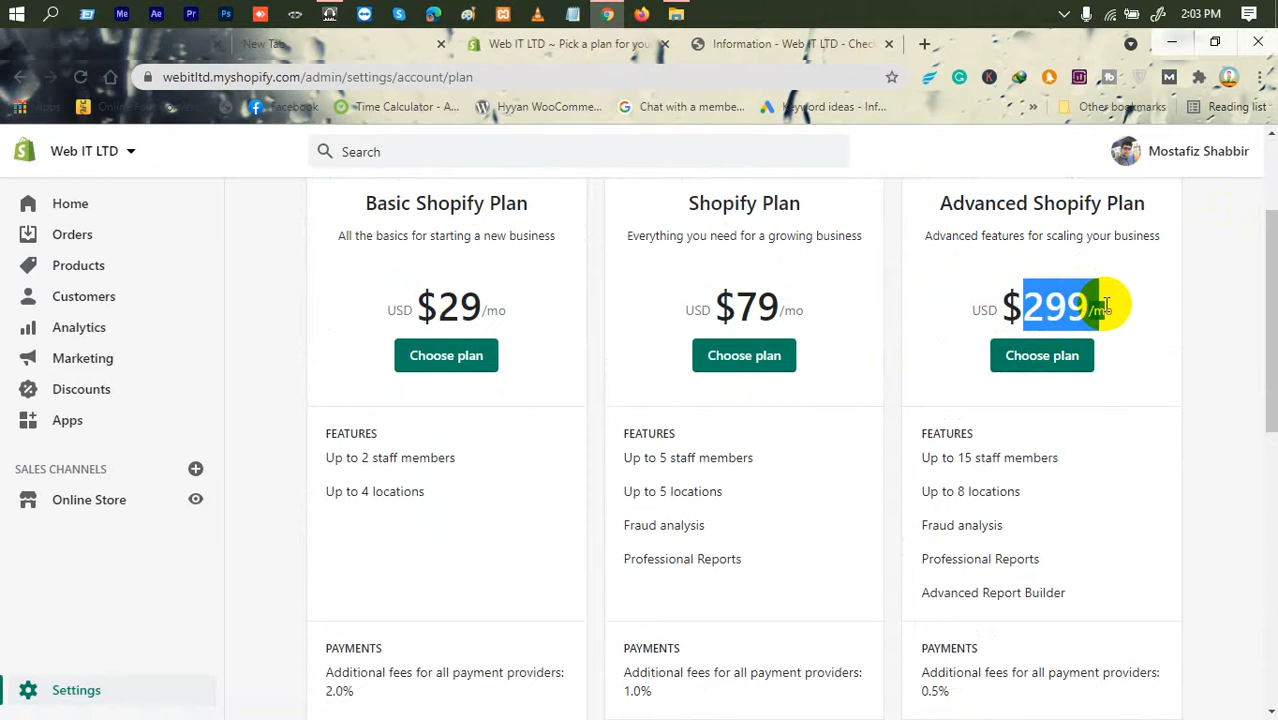 Me Ae Pr Ps
2:03 PM
New Tab
Web IT LTD ~ Pick a plan for you
Information - Web IT LTD - Chec
webitltd.myshopify.com/admin/settings/account/plan
Apps
Facebook
Time Calculator - A...
Hyyan WooComme...
Chat with a membe...
Keyword ideas - Inf...
»
Other bookmarks
Reading list
Web IT LTD
Search
Mostafiz Shabbir
Home
Orders
Products
Customers
Analytics
Marketing
Discounts
Apps
SALES CHANNELS
Online Store
Settings
Basic Shopify Plan
All the basics for starting a new business
USD $29/mo
Choose plan
FEATURES
Up to 2 staff members
Up to 4 locations
PAYMENTS
Additional fees for all payment providers:
2.0%
Shopify Plan
Everything you need for a growing business
USD $79/mo
Choose plan
FEATURES
Up to 5 staff members
Up to 5 locations
Fraud analysis
Professional Reports
PAYMENTS
Additional fees for all payment providers:
1.0%
Advanced Shopify Plan
Advanced features for scaling your business
USD $299/mo
Choose plan
FEATURES
Up to 15 staff members
Up to 8 locations
Fraud analysis
Professional Reports
Advanced Report Builder
PAYMENTS
Additional fees for all payment providers:
0.5%